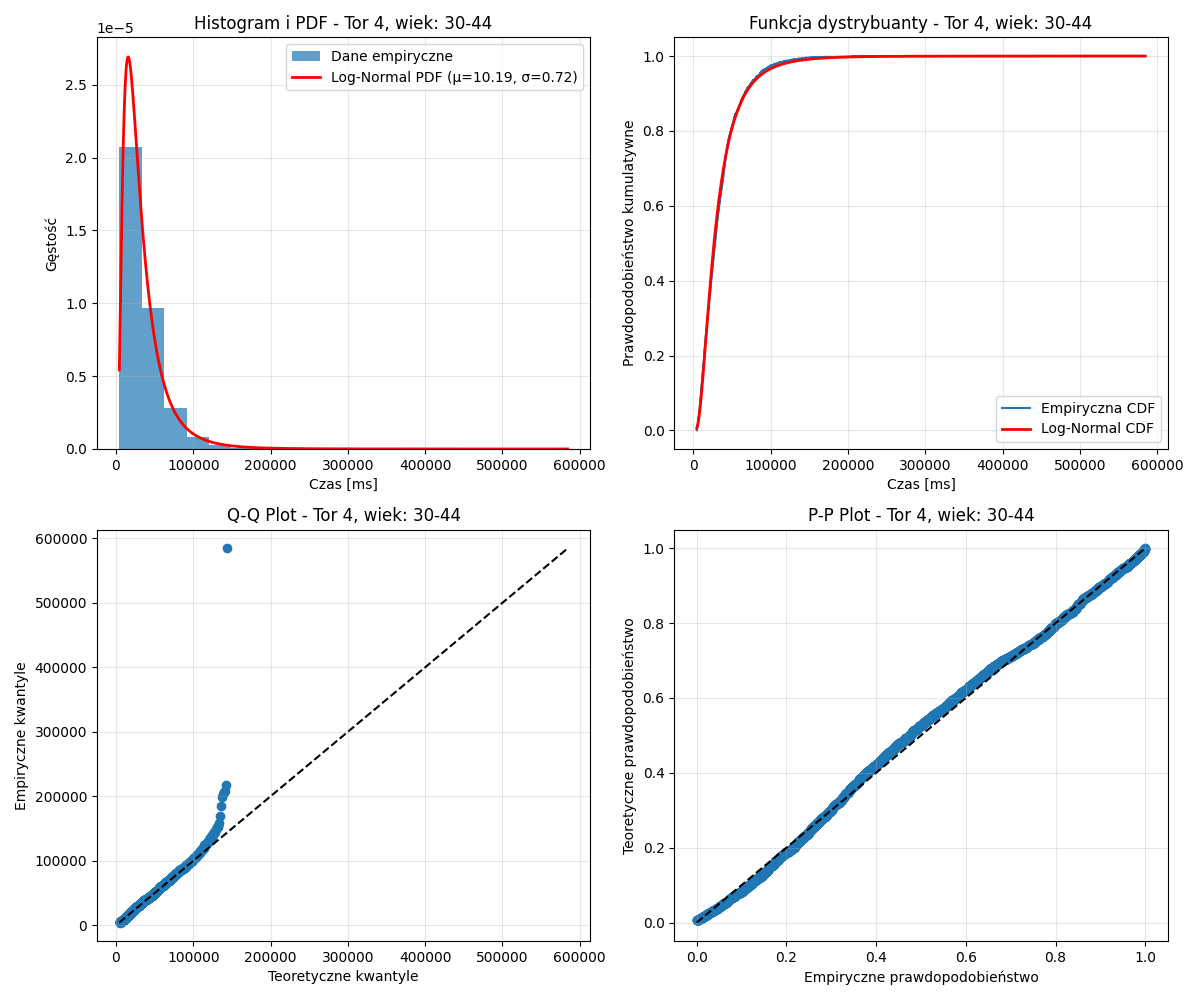 Histogram i PDF - Tor 4, wiek: 30-44
1e−5
Dane empiryczne
Log-Normal PDF (μ=10.19, σ=0.72)
2.5
2.0
1.5
1.0
0.5
0.0
Gęstość
0 100000 200000 300000 400000 500000 600000
Czas [ms]
Funkcja dystrybuanty - Tor 4, wiek: 30-44
1.0
0.8
0.6
0.4
0.2
0.0
Prawdopodobieństwo kumulatywne
Empiryczna CDF
Log-Normal CDF
0 100000 200000 300000 400000 500000 600000
Czas [ms]
Q-Q Plot - Tor 4, wiek: 30-44
600000
500000
400000
300000
200000
100000
0
Empiryczne kwantyle
0 100000 200000 300000 400000 500000 600000
Teoretyczne kwantyle
P-P Plot - Tor 4, wiek: 30-44
1.0
0.8
0.6
0.4
0.2
0.0
Teoretyczne prawdopodobieństwo
0.0 0.2 0.4 0.6 0.8 1.0
Empiryczne prawdopodobieństwo